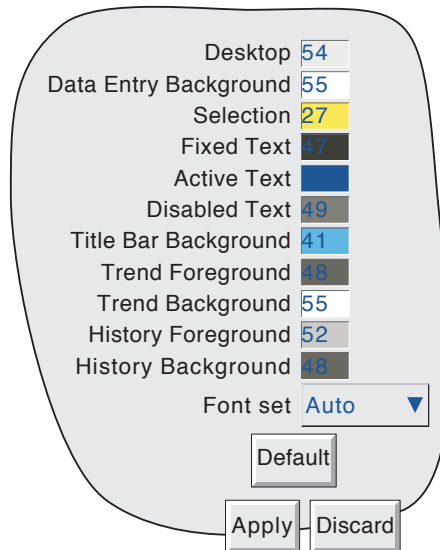 Desktop 54
Data Entry Background 55
Selection 27
Fixed Text 47
Active Text
Disabled Text 49
Title Bar Background 41
Trend Foreground 48
Trend Background 55
History Foreground 52
History Background 48
Font set Auto
Default
Apply Discard